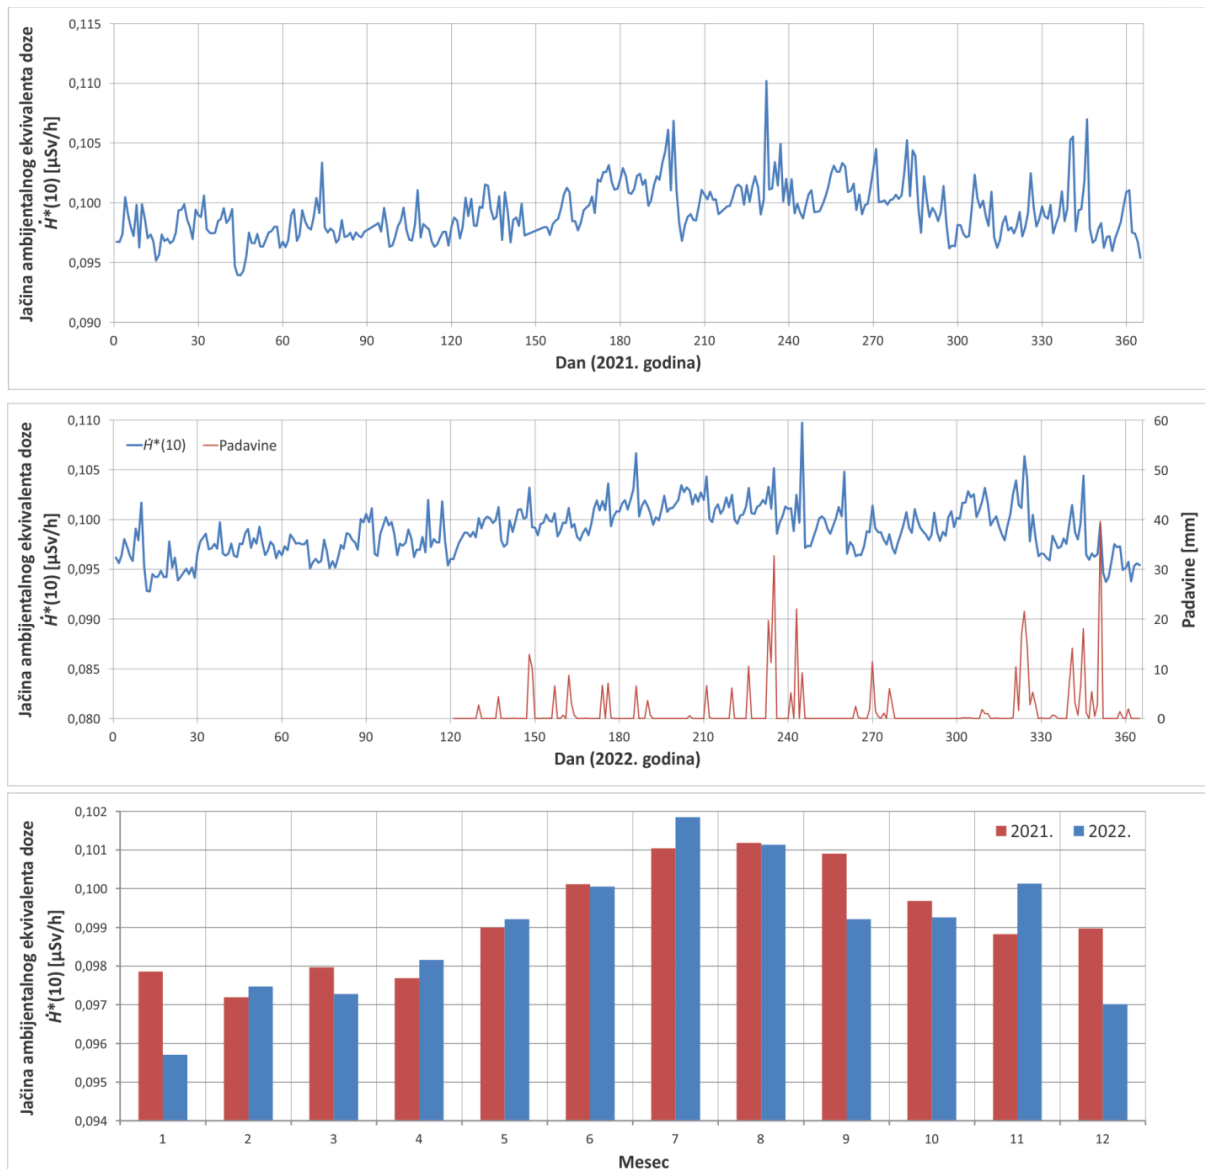 Jačina ambijentalnog ekvivalenta doze
Ḣ*(10) [µSv/h]
0,115
0,110
0,105
0,100
0,095
0,090
0 30 60 90 120 150 180 210 240 270 300 330 360
Dan (2021. godina)
Jačina ambijentalnog ekvivalenta doze
Ḣ*(10) [µSv/h]
0,110
0,105
0,100
0,095
0,090
0,085
0,080
Ḣ*(10) Padavine
60
50
40
30
20
10
0
Padavine [mm]
0 30 60 90 120 150 180 210 240 270 300 330 360
Dan (2022. godina)
Jačina ambijentalnog ekvivalenta doze
Ḣ*(10) [µSv/h]
0,102
0,101
0,100
0,099
0,098
0,097
0,096
0,095
0,094
2021. 2022.
1 2 3 4 5 6 7 8 9 10 11 12
Mesec